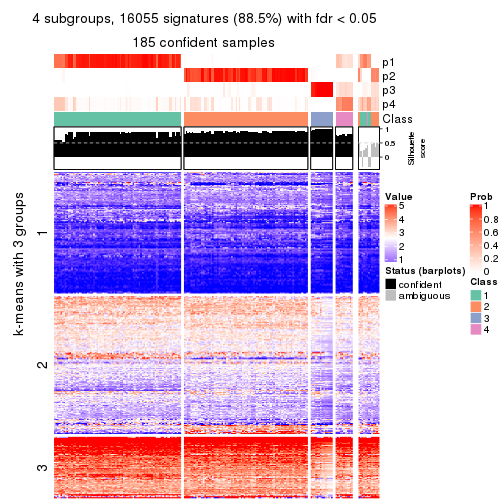 4 subgroups, 16055 signatures (88.5%) with fdr < 0.05
185 confident samples
p1
p2
p3
p4
Class
1
0.5
0
Silhouette
score
k-means with 3 groups
1
2
3
Value
5
4
3
2
1
Status (barplots)
confident
ambiguous
Prob
1
0.8
0.6
0.4
0.2
0
Class
1
2
3
4